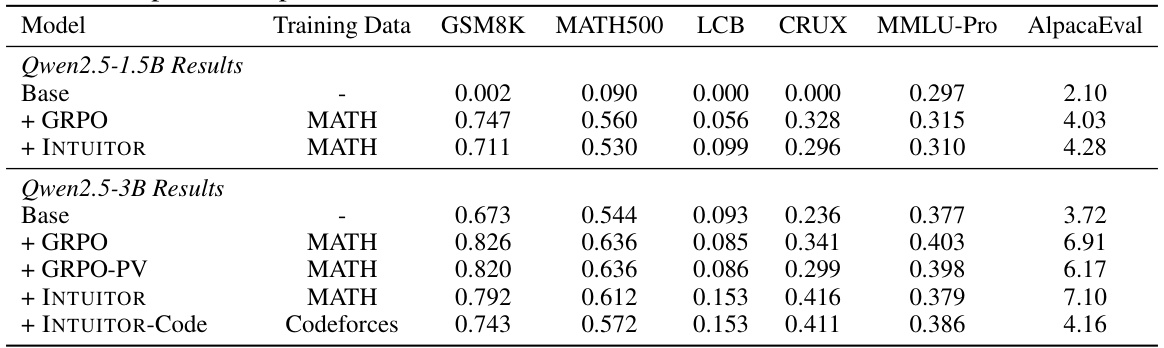 Model Training Data GSM8K MATH500 LCB CRUX MMLU-Pro AlpacaEval
Qwen2.5-1.5B Results
Base - 0.002 0.090 0.000 0.000 0.297 2.10
+ GRPO MATH 0.747 0.560 0.056 0.328 0.315 4.03
+ INTUITOR MATH 0.711 0.530 0.099 0.296 0.310 4.28
Qwen2.5-3B Results
Base - 0.673 0.544 0.093 0.236 0.377 3.72
+ GRPO MATH 0.826 0.636 0.085 0.341 0.403 6.91
+ GRPO-PV MATH 0.820 0.636 0.086 0.299 0.398 6.17
+ INTUITOR MATH 0.792 0.612 0.153 0.416 0.379 7.10
+ INTUITOR-Code Codeforces 0.743 0.572 0.153 0.411 0.386 4.16